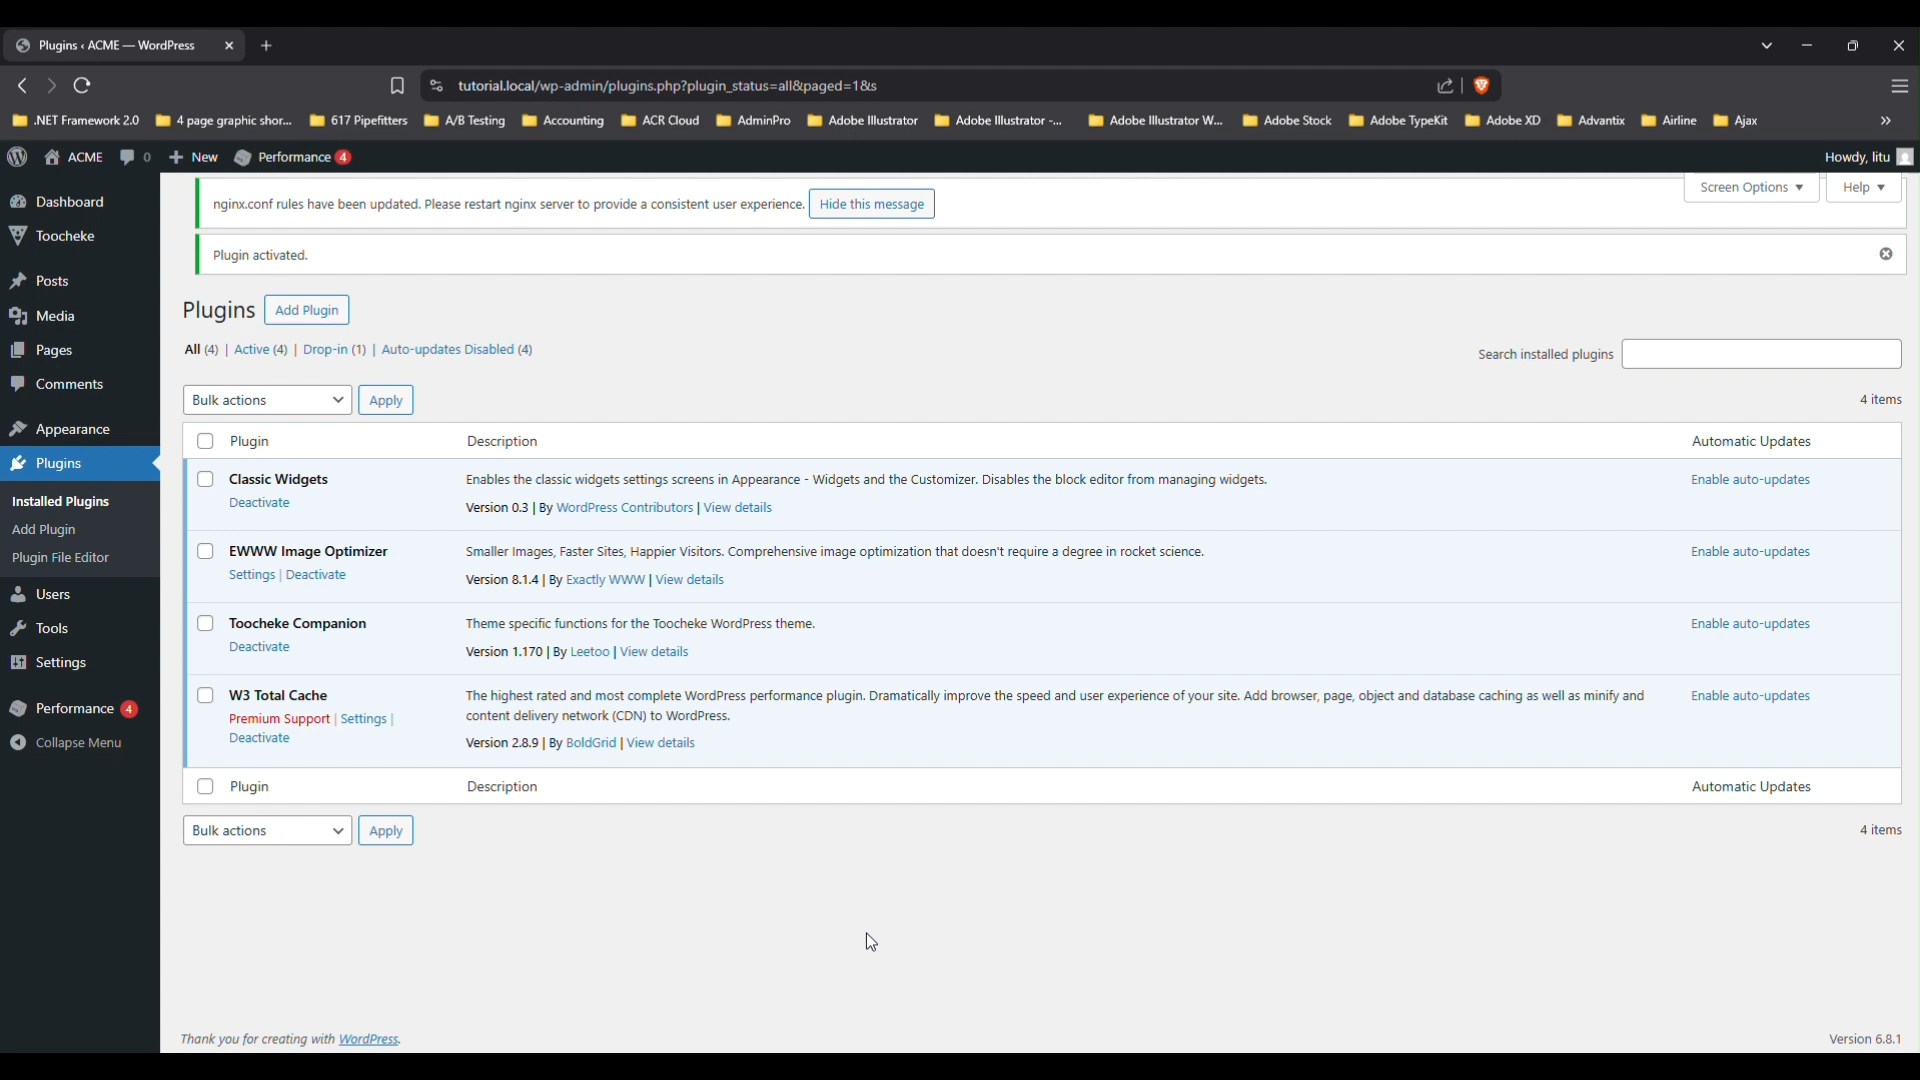 Plugins ‹ ACME — WordPress
tutorial.local/wp-admin/plugins.php?plugin_status=all&paged=1&s
.NET Framework 2.0 4 page graphic shor... 617 Pipefitters A/B Testing Accounting ACR Cloud AdminPro Adobe Illustrator Adobe Illustrator -... Adobe Illustrator W... Adobe Stock Adobe TypeKit Adobe XD Advantix Airline Ajax »
ACME 0 New Performance 4 Howdy, litu
Screen Options Help
nginx.conf rules have been updated. Please restart nginx server to provide a consistent user experience. Hide this message
Plugin activated.
Dashboard
Toocheke
Posts
Media
Pages
Comments
Appearance
Plugins
Installed Plugins
Add Plugin
Plugin File Editor
Users
Tools
Settings
Performance 4
Collapse Menu
Plugins Add Plugin
All (4) | Active (4) | Drop-in (1) | Auto-updates Disabled (4)
Search installed plugins
Bulk actions Apply 4 items
Plugin Description Automatic Updates
Classic Widgets Enables the classic widgets settings screens in Appearance - Widgets and the Customizer. Disables the block editor from managing widgets. Enable auto-updates
Deactivate Version 0.3 | By WordPress Contributors | View details
EWWW Image Optimizer Smaller Images, Faster Sites, Happier Visitors. Comprehensive image optimization that doesn't require a degree in rocket science. Enable auto-updates
Settings | Deactivate Version 8.1.4 | By Exactly WWW | View details
Toocheke Companion Theme specific functions for the Toocheke WordPress theme. Enable auto-updates
Deactivate Version 1.170 | By Leetoo | View details
W3 Total Cache The highest rated and most complete WordPress performance plugin. Dramatically improve the speed and user experience of your site. Add browser, page, object and database caching as well as minify and Enable auto-updates
Premium Support | Settings | content delivery network (CDN) to WordPress.
Deactivate Version 2.8.9 | By BoldGrid | View details
Plugin Description Automatic Updates
Bulk actions Apply 4 items
Thank you for creating with WordPress. Version 6.8.1